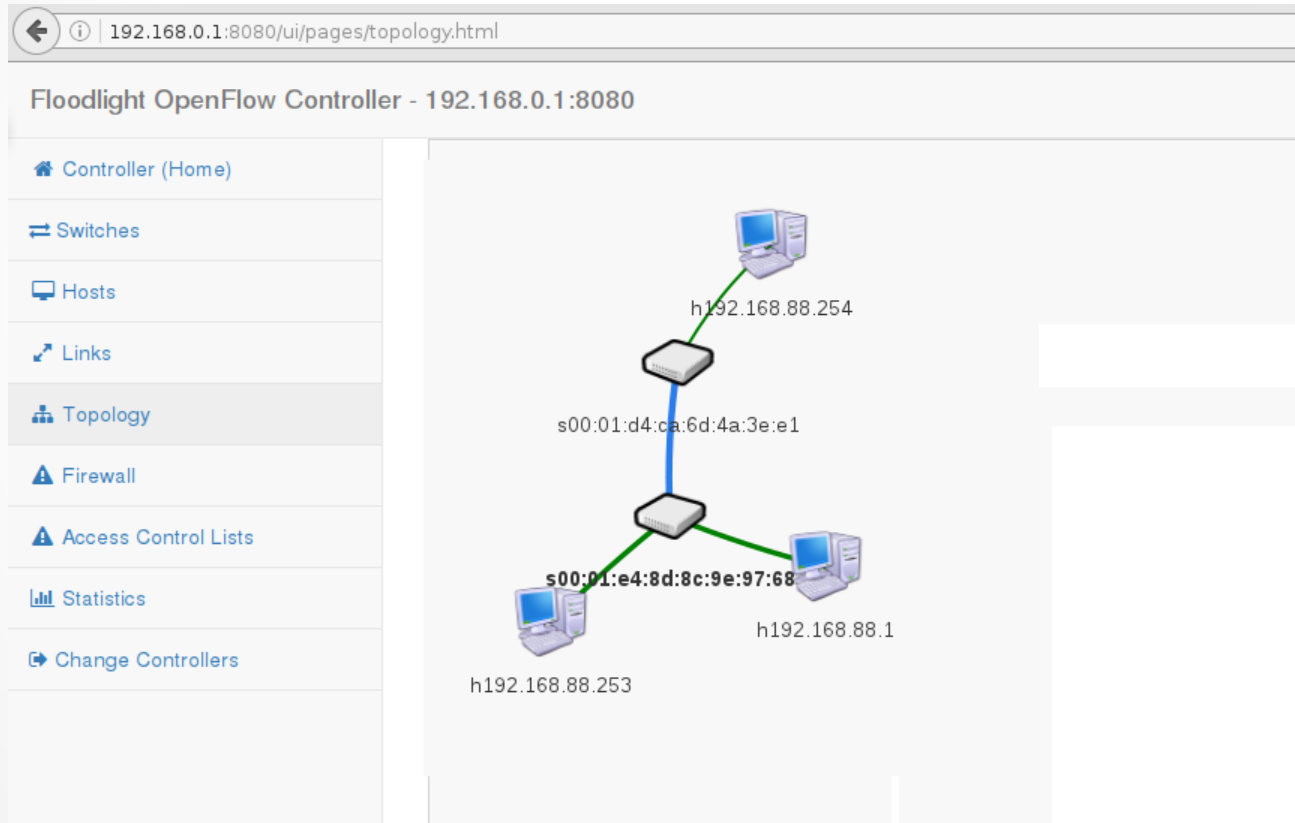 192.168.0.1:8080/ui/pages/topology.html
Floodlight OpenFlow Controller - 192.168.0.1:8080
Controller (Home)
Switches
Hosts
Links
Topology
Firewall
Access Control Lists
Statistics
Change Controllers
h192.168.88.254
s00:01:d4:ca:6d:4a:3e:e1
s00:01:e4:8d:8c:9e:97:68
h192.168.88.1
h192.168.88.253